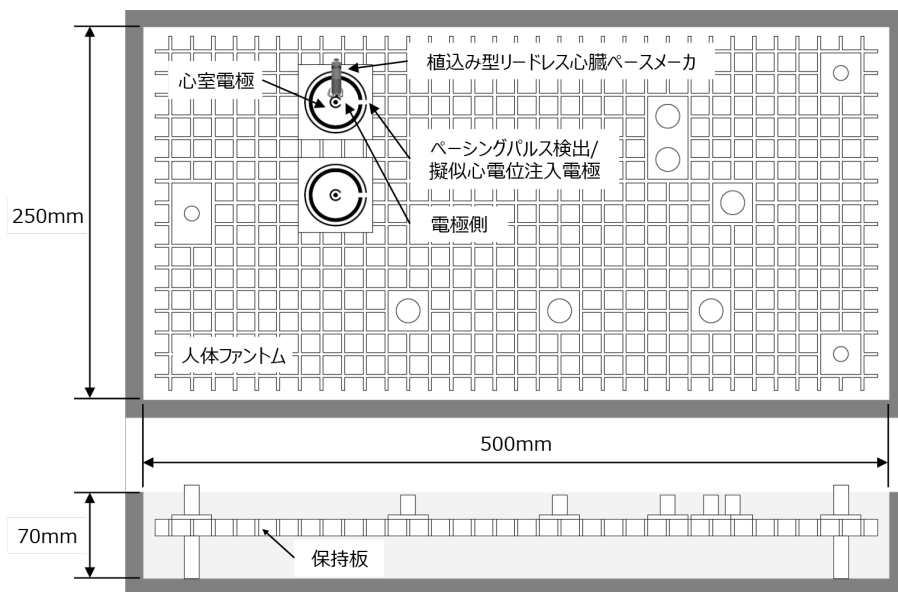 植込み型リードレス心臓ペースメーカ
心室電極
ペーシングパルス検出/
擬似心電位注入電極
250mm
電極側
人体ファントム
500mm
70mm
保持板